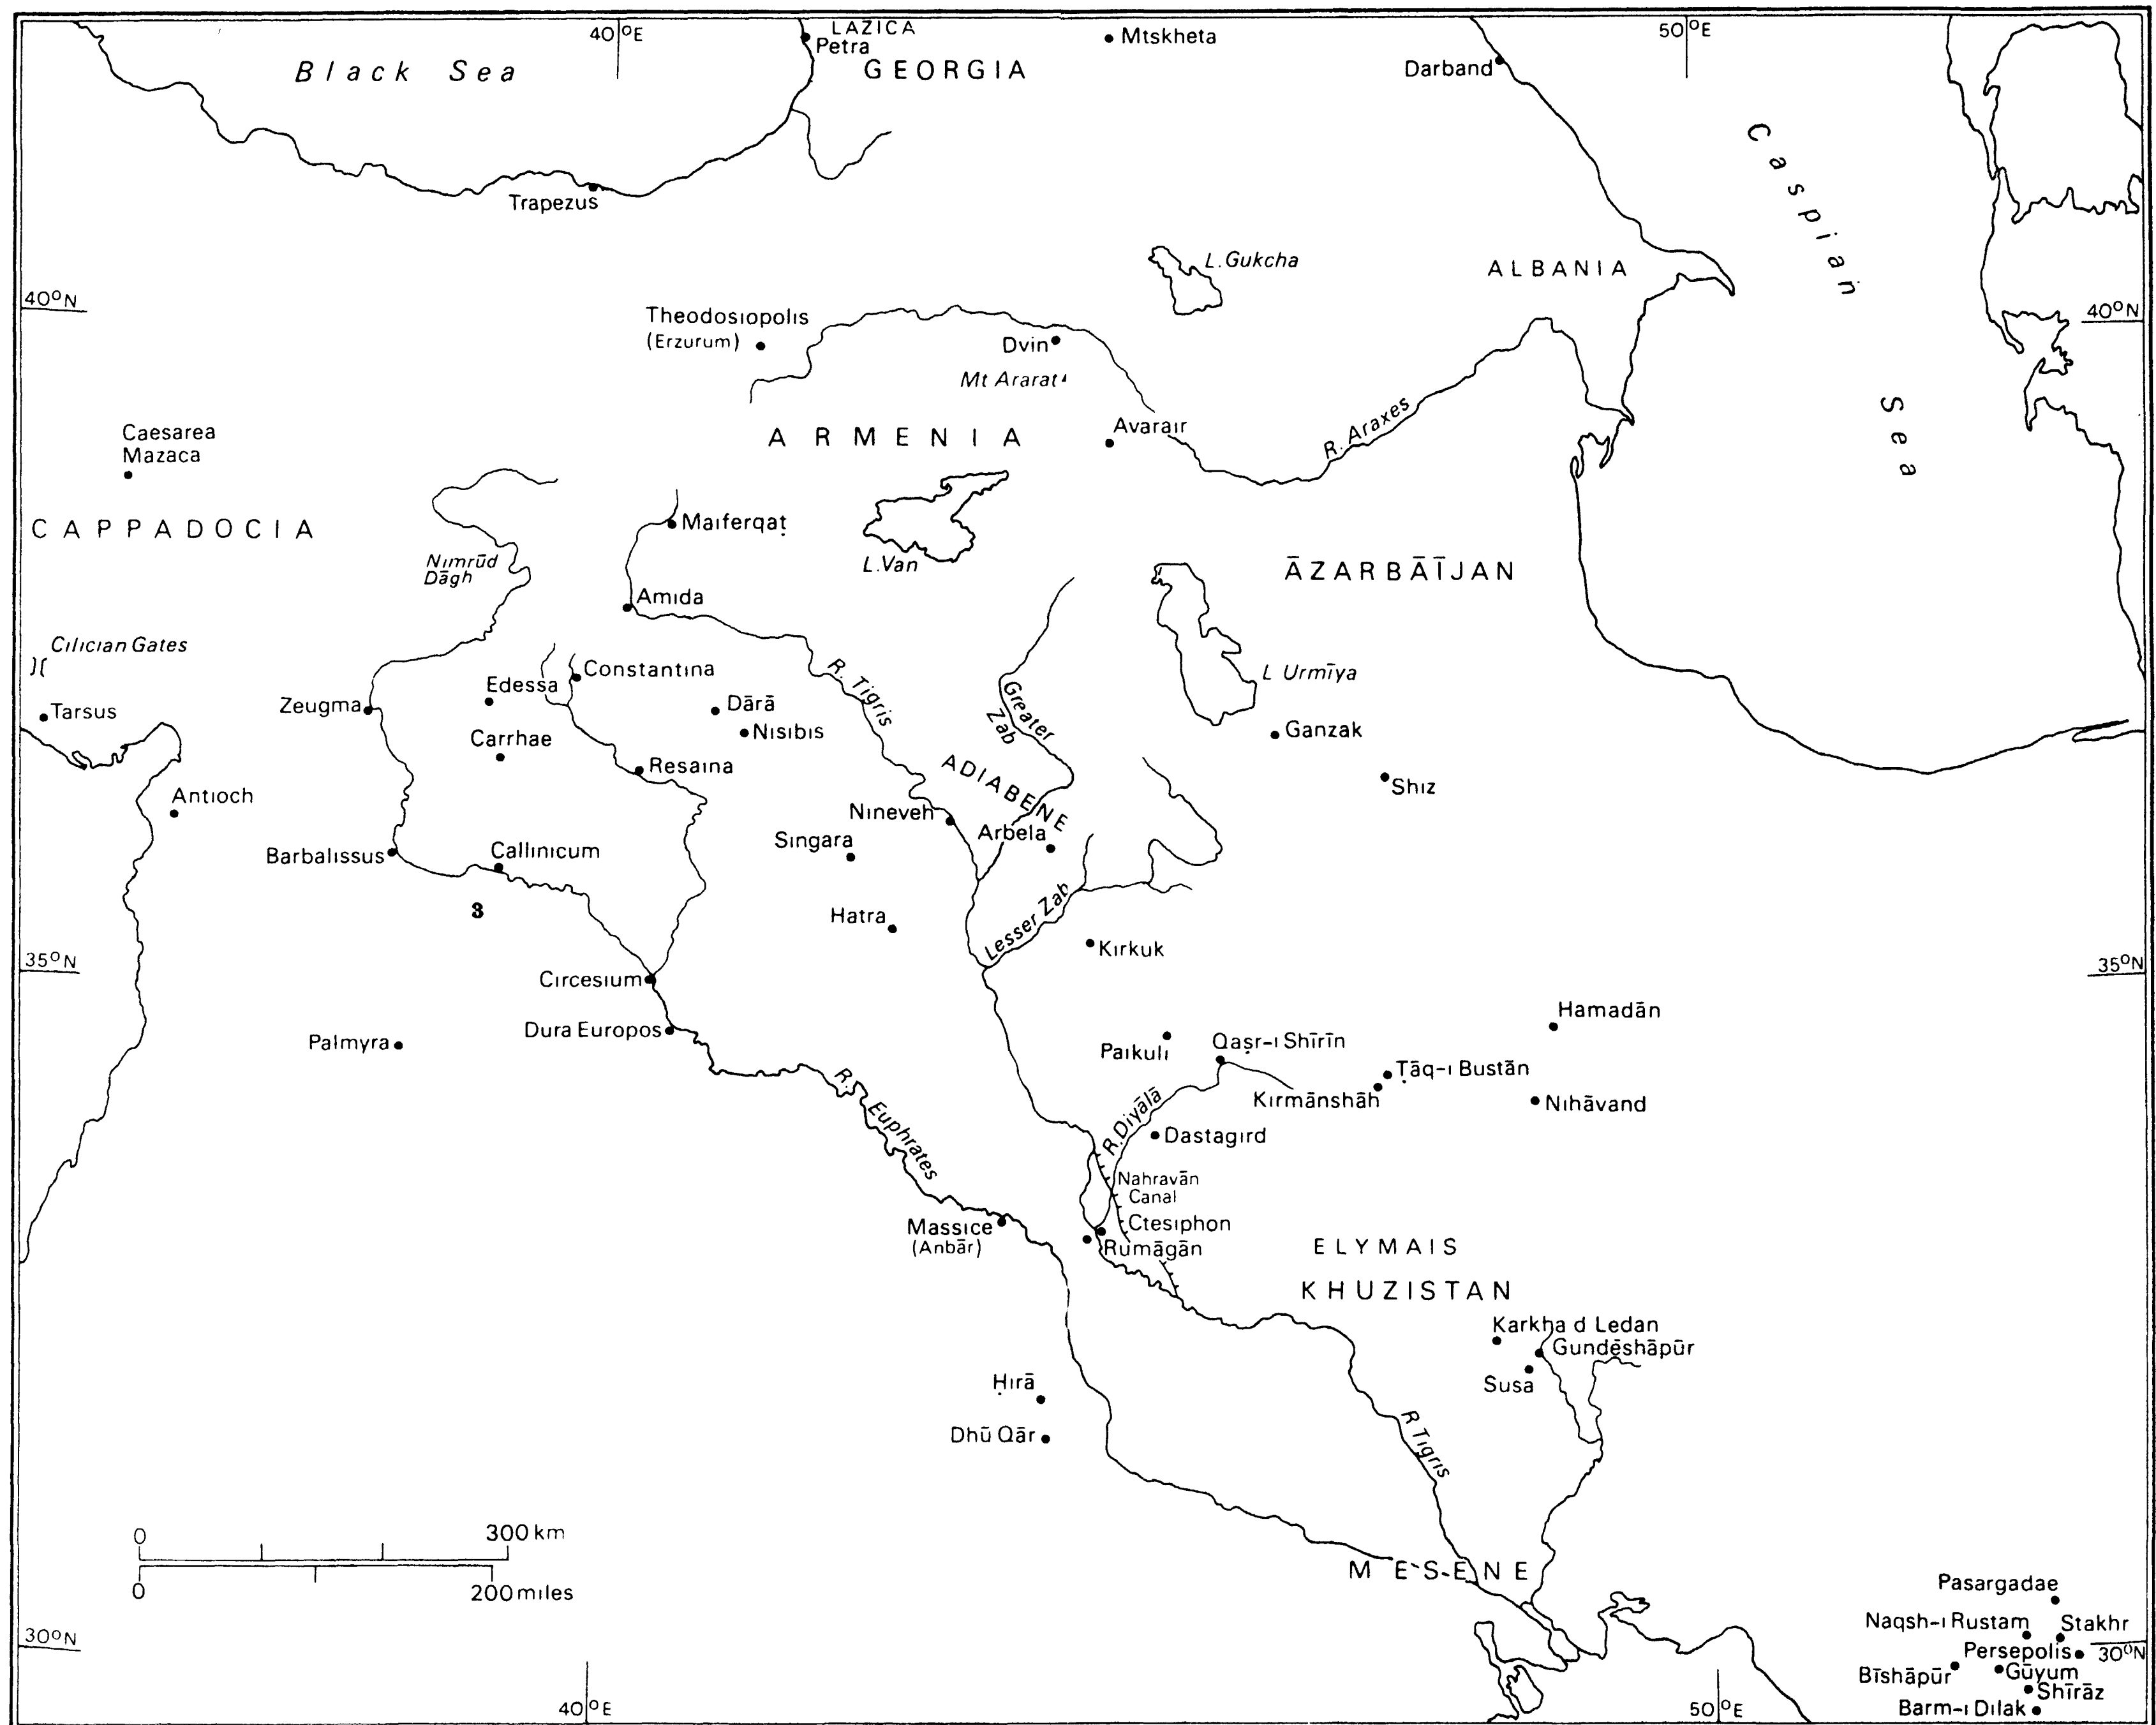 40°E
LAZICA
Petra
Mtskheta
50°E
Black Sea
GEORGIA
Darband
Caspian Sea
Trapezus
L. Gukcha
ALBANIA
40°N
40°N
Theodosiopolis
(Erzurum)
Dvin
Mt Ararat
Caesarea
Mazaca
ARMENIA
Avarair
R. Araxes
CAPPADOCIA
Maiferqaṭ
Nimrūd
Dāgh
L. Van
ĀZARBĀĪJAN
Amida
Cilician Gates
Constantina
R. Tigris
Edessa
Greater
Zab
L Urmīya
Zeugma
Dārā
Tarsus
Nisibis
Ganzak
Carrhae
Resaina
ADIABENE
Shiz
Antioch
Nineveh
Arbela
Singara
Barbalissus
Callinicum
8
Hatra
Lesser Zab
Kirkuk
35°N
35°N
Circesium
Hamadān
Dura Europos
Palmyra
Paikuli
Qaṣr-i Shīrīn
Ṭāq-i Bustān
Kirmānshāh
Nihāvand
R. Euphrates
R. Diyālā
Dastagird
Nahravān
Canal
Massice
(Anbār)
Ctesiphon
Rumāgān
ELYMAIS
KHUZISTAN
Karkha d Ledan
Gundēshāpūr
Susa
Ḥirā
Dhū Qār
R Tigris
0 300 km
0 200 miles
MESENE
Pasargadae
Naqsh-i Rustam
Stakhr
30°N
Persepolis
30°N
Bīshāpūr
Gūyum
Shīrāz
Barm-i Dilak
40°E
50°E